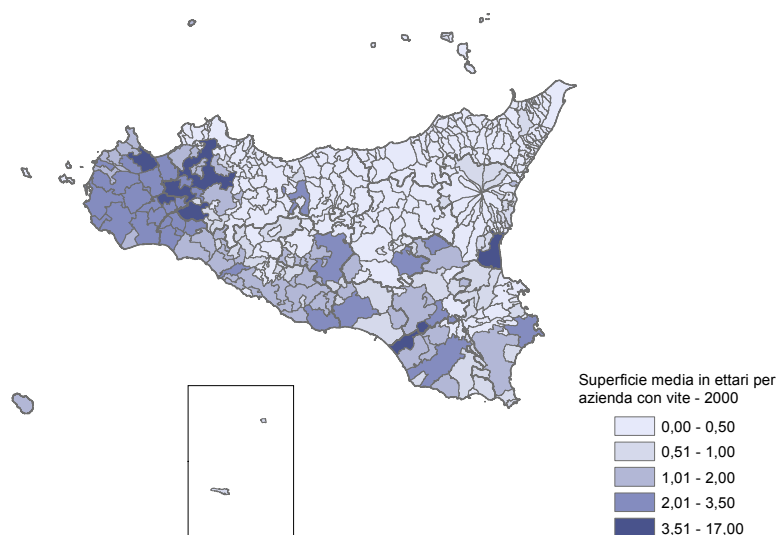 Superficie media in ettari per
azienda con vite - 2000
0,00 - 0,50
0,51 - 1,00
1,01 - 2,00
2,01 - 3,50
3,51 - 17,00